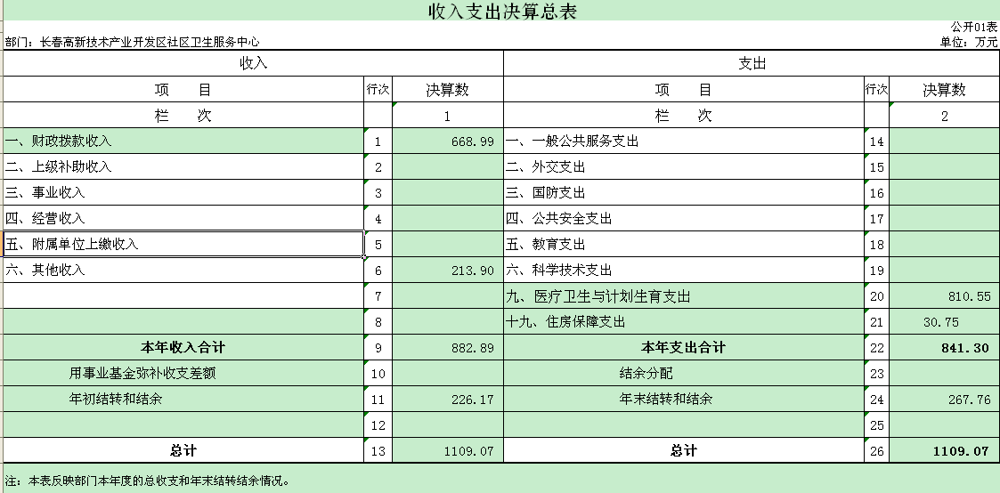 收入支出决算总表
公开01表
部门：长春高新技术产业开发区社区卫生服务中心 单位：万元
收入 支出
项 目 行次 决算数 项 目 行次 决算数
栏 次 1 栏 次 2
一、财政拨款收入 1 668.99 一、一般公共服务支出 14
二、上级补助收入 2 二、外交支出 15
三、事业收入 3 三、国防支出 16
四、经营收入 4 四、公共安全支出 17
五、附属单位上缴收入 5 五、教育支出 18
六、其他收入 6 213.90 六、科学技术支出 19
7 九、医疗卫生与计划生育支出 20 810.55
8 十九、住房保障支出 21 30.75
本年收入合计 9 882.89 本年支出合计 22 841.30
用事业基金弥补收支差额 10 结余分配 23
年初结转和结余 11 226.17 年末结转和结余 24 267.76
12 25
总计 13 1109.07 总计 26 1109.07
注：本表反映部门本年度的总收支和年末结转结余情况。